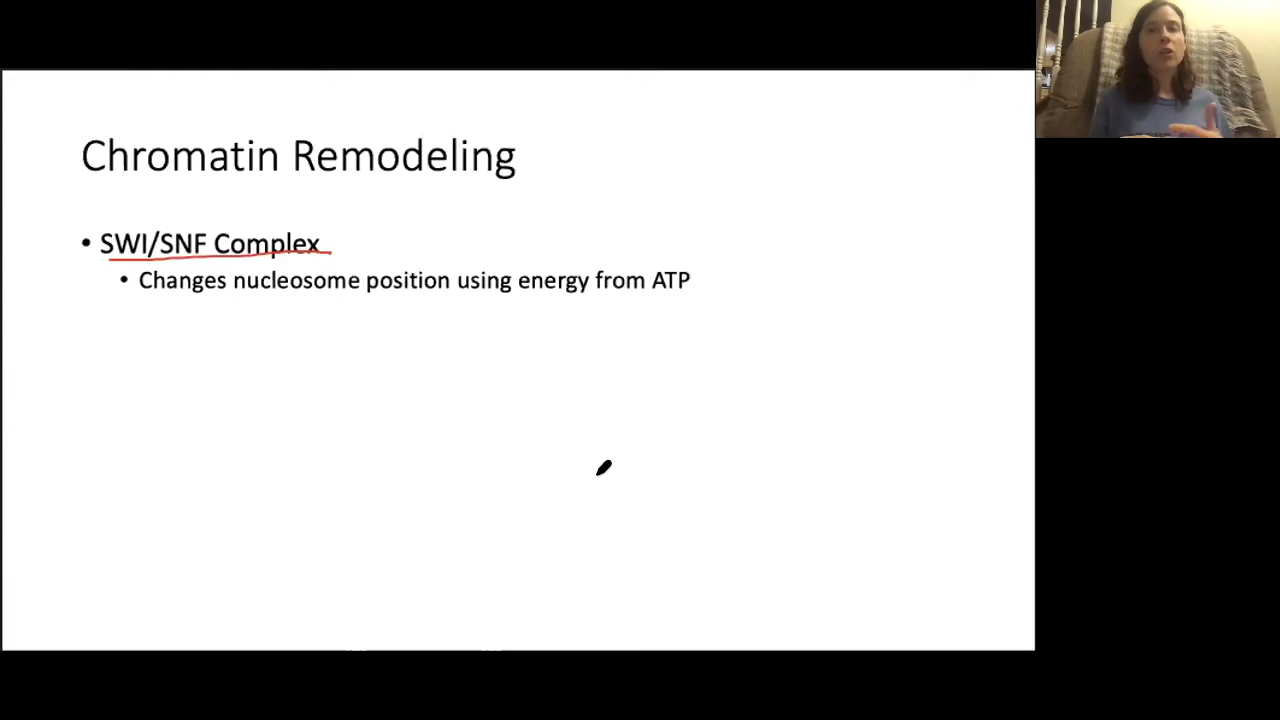 Chromatin Remodeling
• SWI/SNF Complex
• Changes nucleosome position using energy from ATP